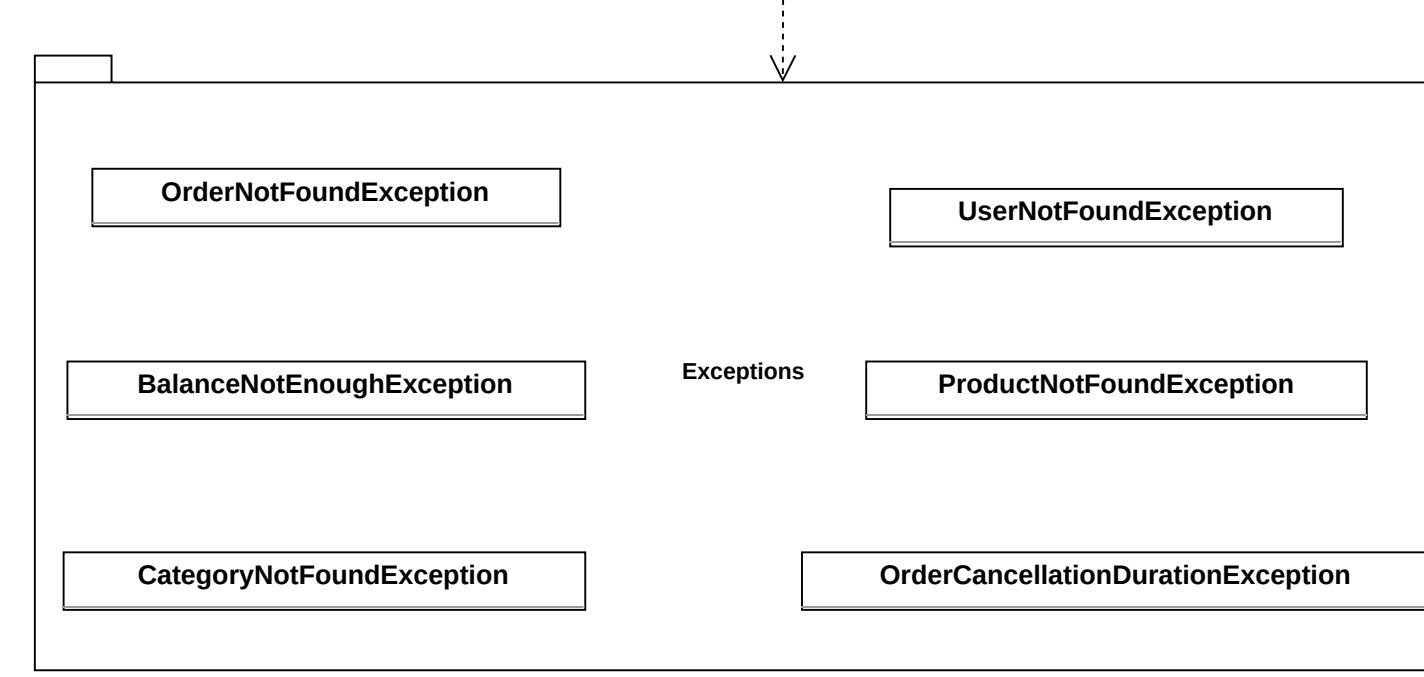 OrderNotFoundException
UserNotFoundException
BalanceNotEnoughException
Exceptions
ProductNotFoundException
CategoryNotFoundException
OrderCancellationDurationException